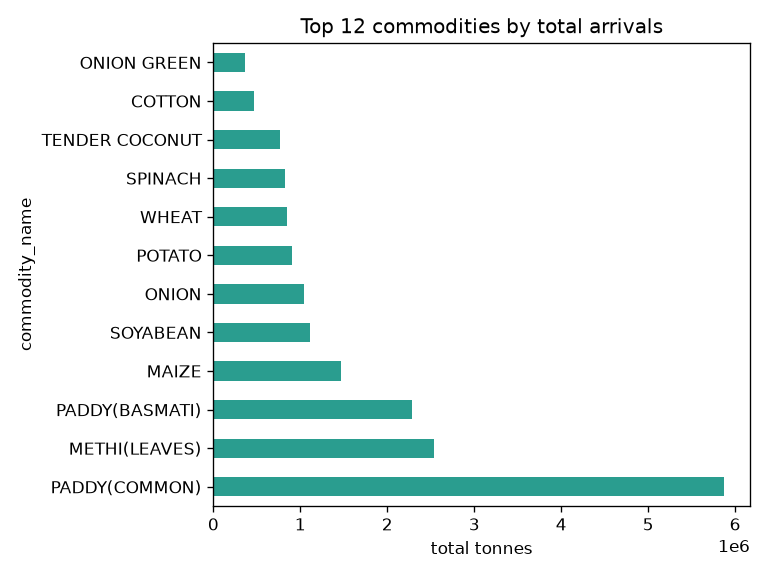 Top 12 commodities by total arrivals
ONION GREEN
COTTON
TENDER COCONUT
SPINACH
WHEAT
POTATO
ONION
SOYABEAN
MAIZE
PADDY(BASMATI)
METHI(LEAVES)
PADDY(COMMON)
commodity_name
0 1 2 3 4 5 6
1e6
total tonnes